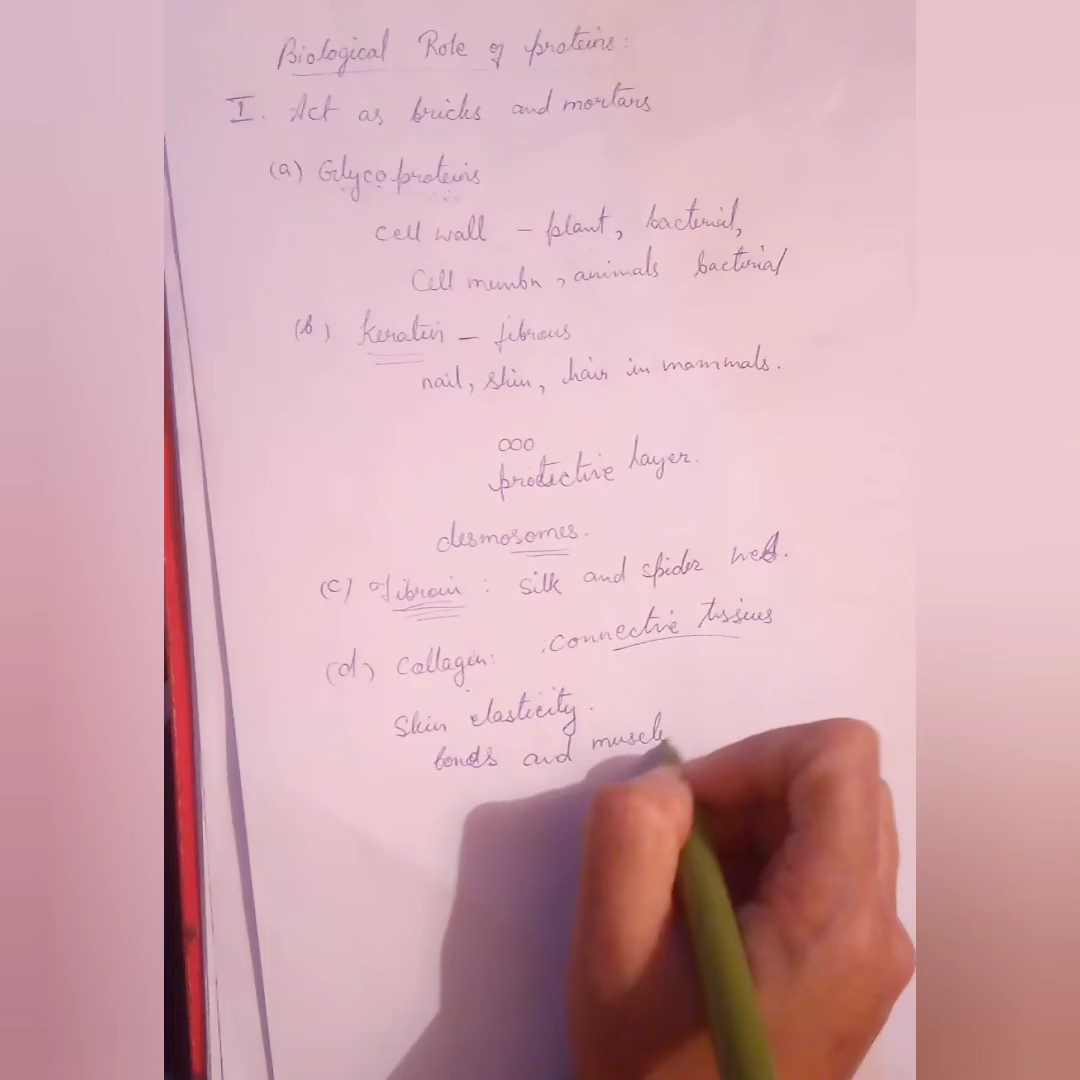 Biological Role of proteins:
I. Act as bricks and mortars
(a) Glycoproteins
Cell wall – plant, bacterial,
Cell membn, animals bacterial
(b) Keratin – fibrous
nail, skin, hair in mammals.
ooo
protective layer.
desmosomes.
(c) Fibroin : silk and spider web.
(d) Collagen: connective tissues
Skin elasticity.
bones and muscle